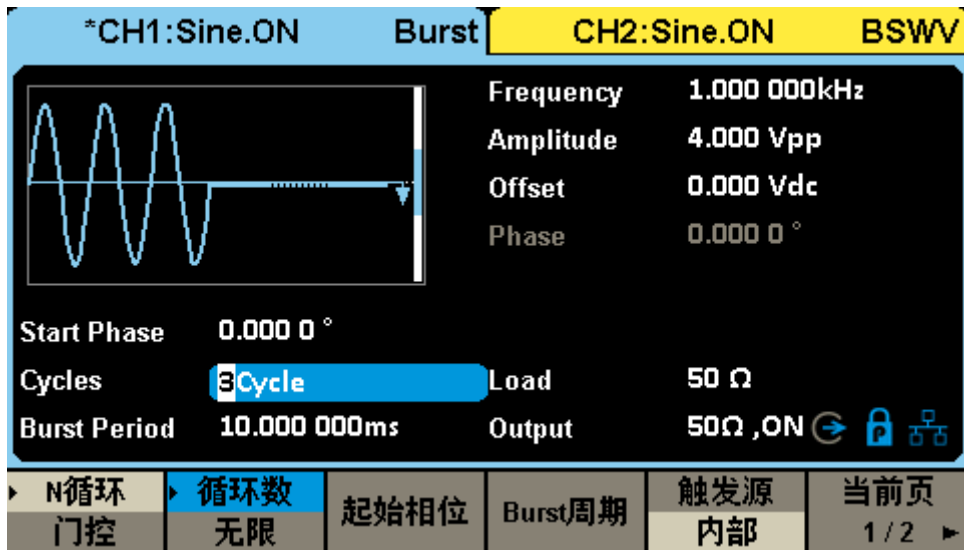 *CH1:Sine.ON Burst CH2:Sine.ON BSWV
Frequency 1.000 000kHz
Amplitude 4.000 Vpp
Offset 0.000 Vdc
Phase 0.000 0 °
Start Phase 0.000 0 °
Cycles 3Cycle Load 50 Ω
Burst Period 10.000 000ms Output 50Ω ,ON P
N循环 循环数 起始相位 Burst周期 触发源 当前页
门控 无限 内部 1 / 2